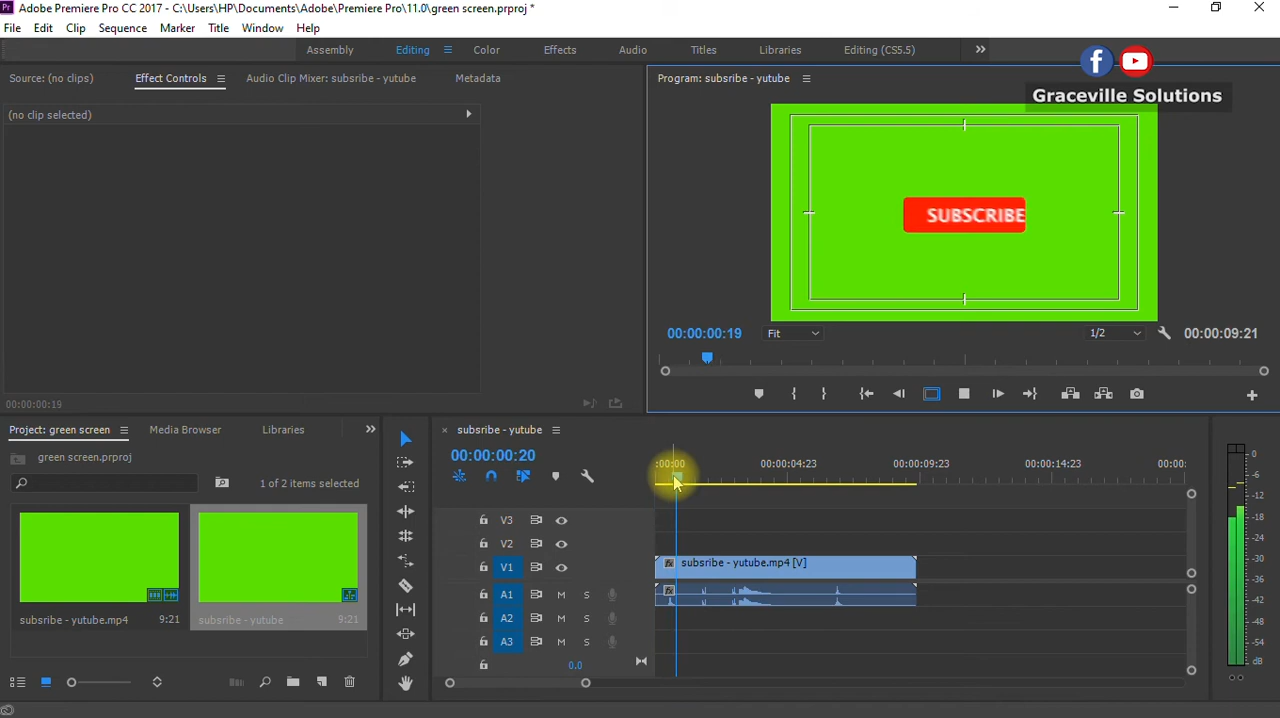 Adobe Premiere Pro CC 2017 - C:\Users\HP\Documents\Adobe\Premiere Pro\11.0\green screen.prproj *
File Edit Clip Sequence Marker Title Window Help
Assembly Editing Color Effects Audio Titles Libraries Editing (CS5.5)
Source: (no clips) Effect Controls Audio Clip Mixer: subsribe - yutube Metadata
Program: subsribe - yutube
Graceville Solutions
(no clip selected)
SUBSCRIBE
00:00:00:19 Fit 1/2 00:00:09:21
00:00:00:19
Project: green screen Media Browser Libraries
green screen.prproj
1 of 2 items selected
subsribe - yutube.mp4 9:21
subsribe - yutube 9:21
subsribe - yutube
00:00:00:20
:00:00 00:00:04:23 00:00:09:23 00:00:14:23 00:00:
V3
V2
V1 subsribe - yutube.mp4 [V]
A1 M S
A2 M S
A3 M S
0.0
0
-6
-12
-18
-24
-30
-36
-42
-48
-54
dB